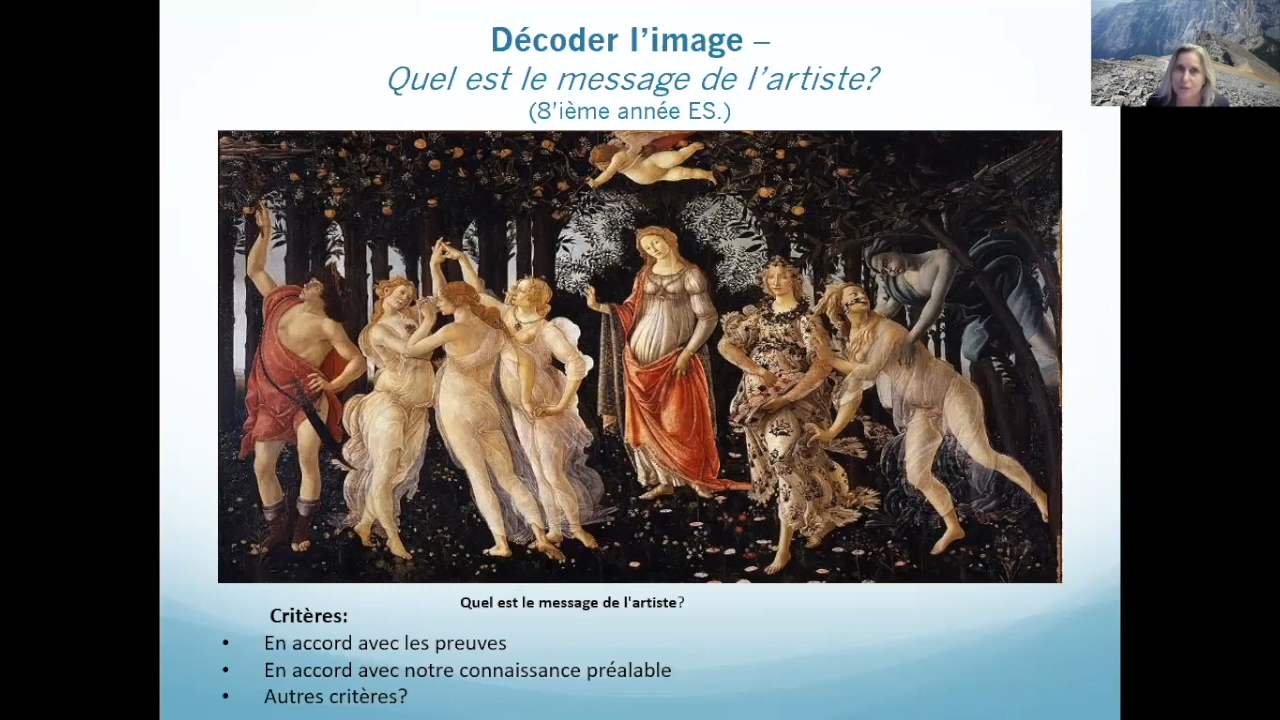 Décoder l'image –
Quel est le message de l'artiste?
(8'ième année ES.)
Quel est le message de l'artiste?
Critères:
• En accord avec les preuves
• En accord avec notre connaissance préalable
• Autres critères?